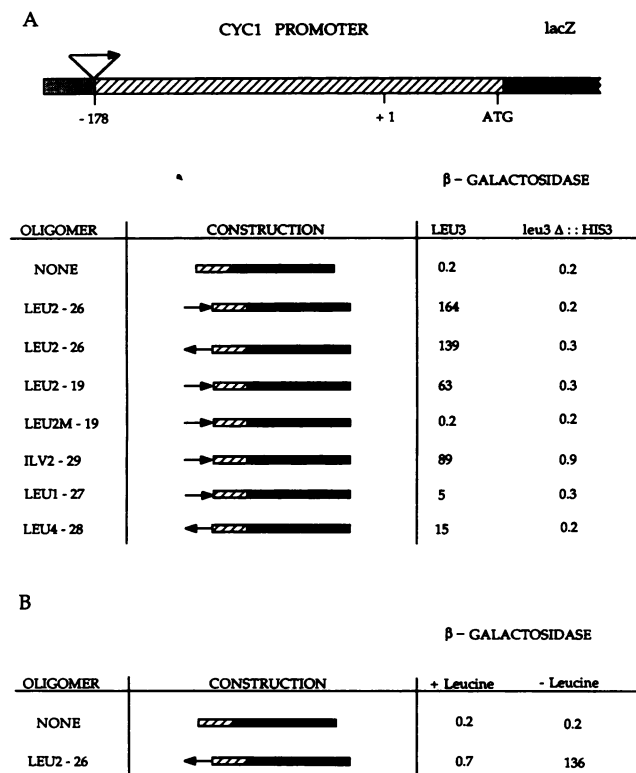 A
CYC1 PROMOTER lacZ
- 178 + 1 ATG
β - GALACTOSIDASE
OLIGOMER CONSTRUCTION LEU3 leu3 Δ : : HIS3
NONE 0.2 0.2
LEU2 - 26 164 0.2
LEU2 - 26 139 0.3
LEU2 - 19 63 0.3
LEU2M - 19 0.2 0.2
ILV2 - 29 89 0.9
LEU1 - 27 5 0.3
LEU4 - 28 15 0.2
B
β - GALACTOSIDASE
OLIGOMER CONSTRUCTION + Leucine - Leucine
NONE 0.2 0.2
LEU2 - 26 0.7 136